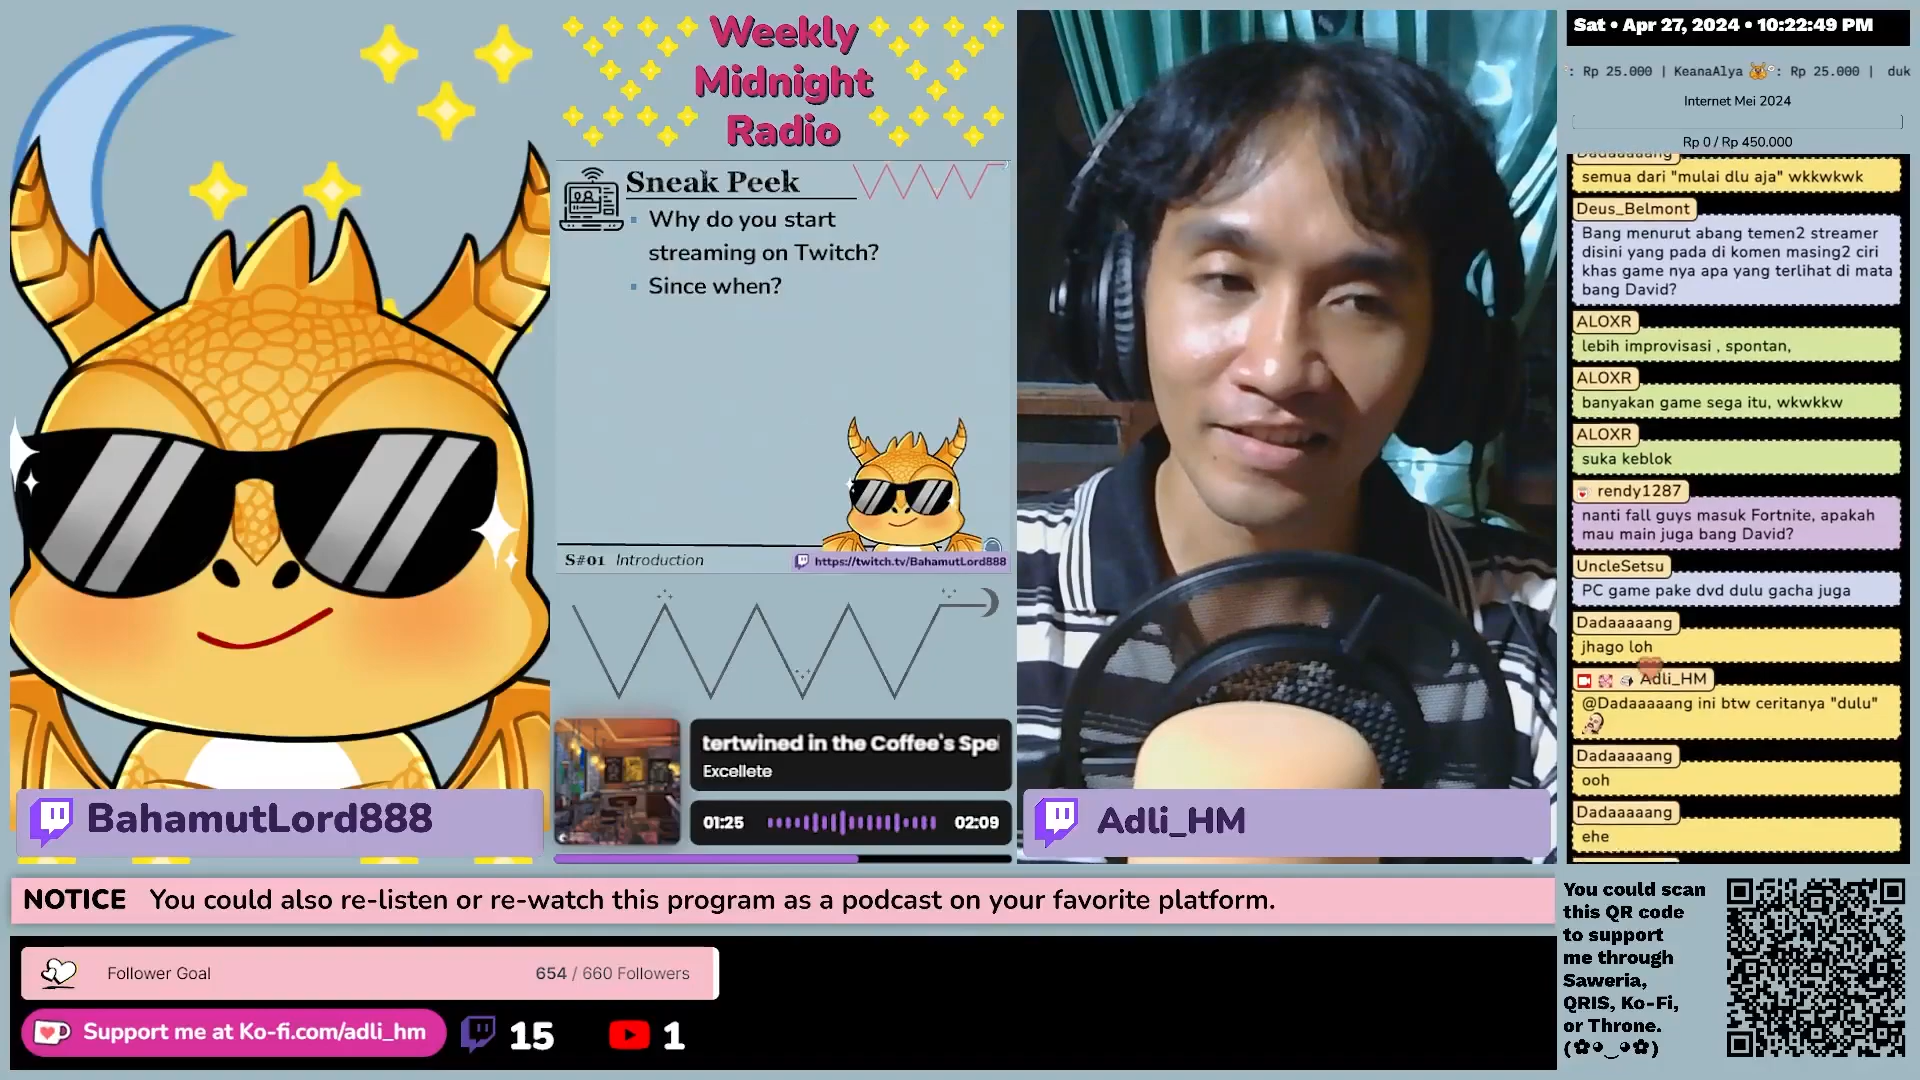 Weekly
Midnight
Radio
Sneak Peek
Why do you start
streaming on Twitch?
Since when?
S#01 Introduction
https://twitch.tv/BahamutLord888
tertwined in the Coffee's Spe
Excellete
01:25
02:09
BahamutLord888
Adli_HM
Sat • Apr 27, 2024 • 10:22:49 PM
: Rp 25.000 | KeanaAlya : Rp 25.000 | duk
Internet Mei 2024
Rp 0 / Rp 450.000
Dadaaaaang
semua dari "mulai dlu aja" wkkwkwk
Deus_Belmont
Bang menurut abang temen2 streamer
disini yang pada di komen masing2 ciri
khas game nya apa yang terlihat di mata
bang David?
ALOXR
lebih improvisasi , spontan,
ALOXR
banyakan game sega itu, wkwkkw
ALOXR
suka keblok
rendy1287
nanti fall guys masuk Fortnite, apakah
mau main juga bang David?
UncleSetsu
PC game pake dvd dulu gacha juga
Dadaaaaang
jhago loh
Adli_HM
@Dadaaaaang ini btw ceritanya "dulu"
Dadaaaaang
ooh
Dadaaaaang
ehe
NOTICE You could also re-listen or re-watch this program as a podcast on your favorite platform.
Follower Goal
654 / 660 Followers
Support me at Ko-fi.com/adli_hm
15
1
You could scan
this QR code
to support
me through
Saweria,
QRIS, Ko-Fi,
or Throne.
(✿◕‿◕✿)